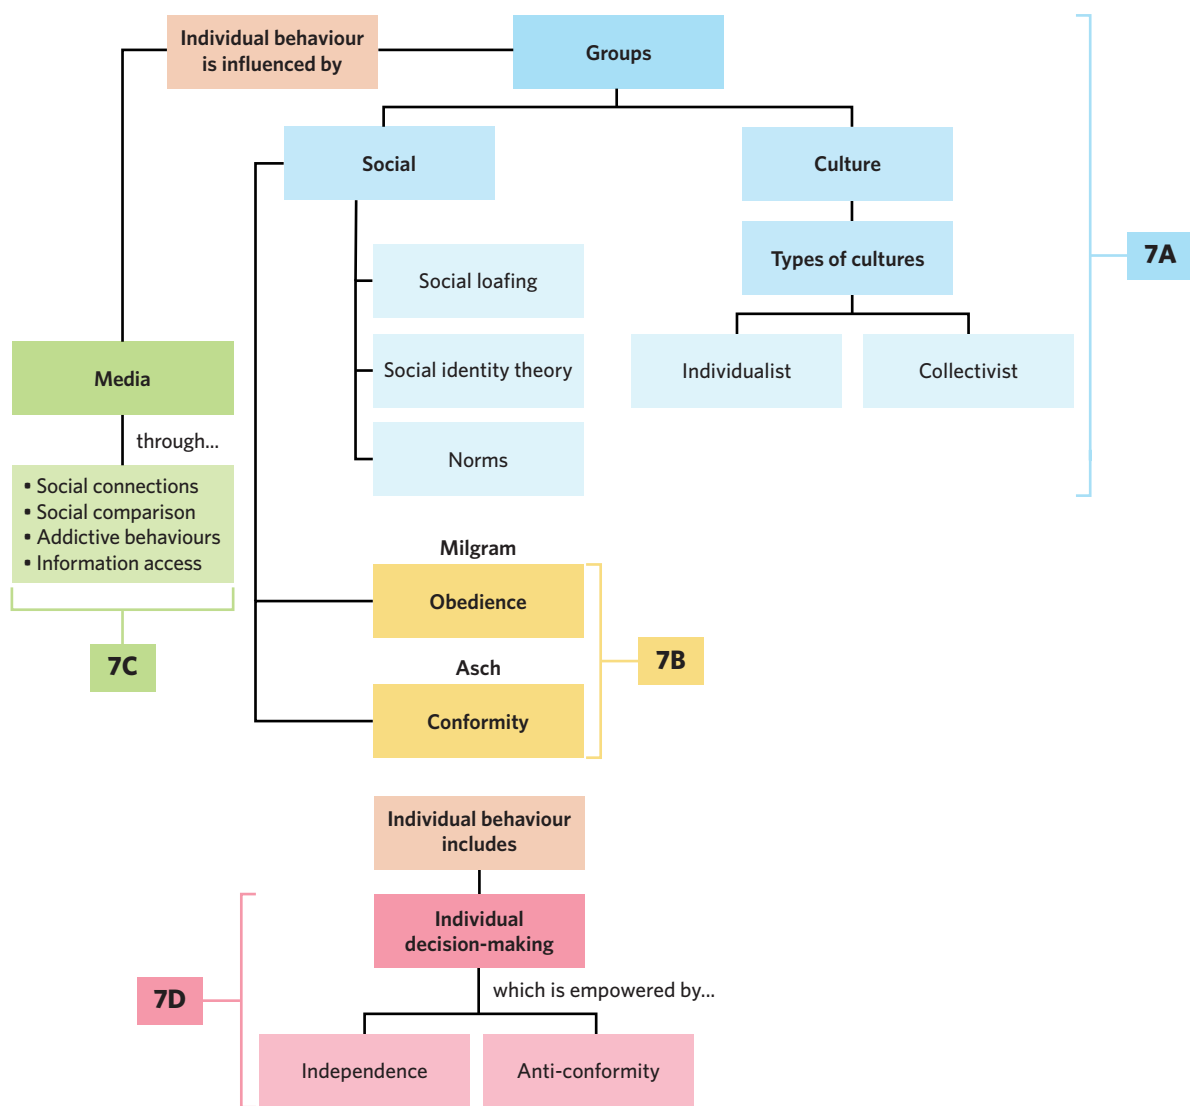 Individual behaviour
is influenced by
Groups
Social
Culture
Types of cultures
7A
Social loafing
Social identity theory
Individualist
Collectivist
Media
through...
Norms
• Social connections
• Social comparison
• Addictive behaviours
• Information access
7C
Milgram
Obedience
Asch
Conformity
7B
Individual behaviour
includes
Individual
decision-making
7D
which is empowered by...
Independence
Anti-conformity